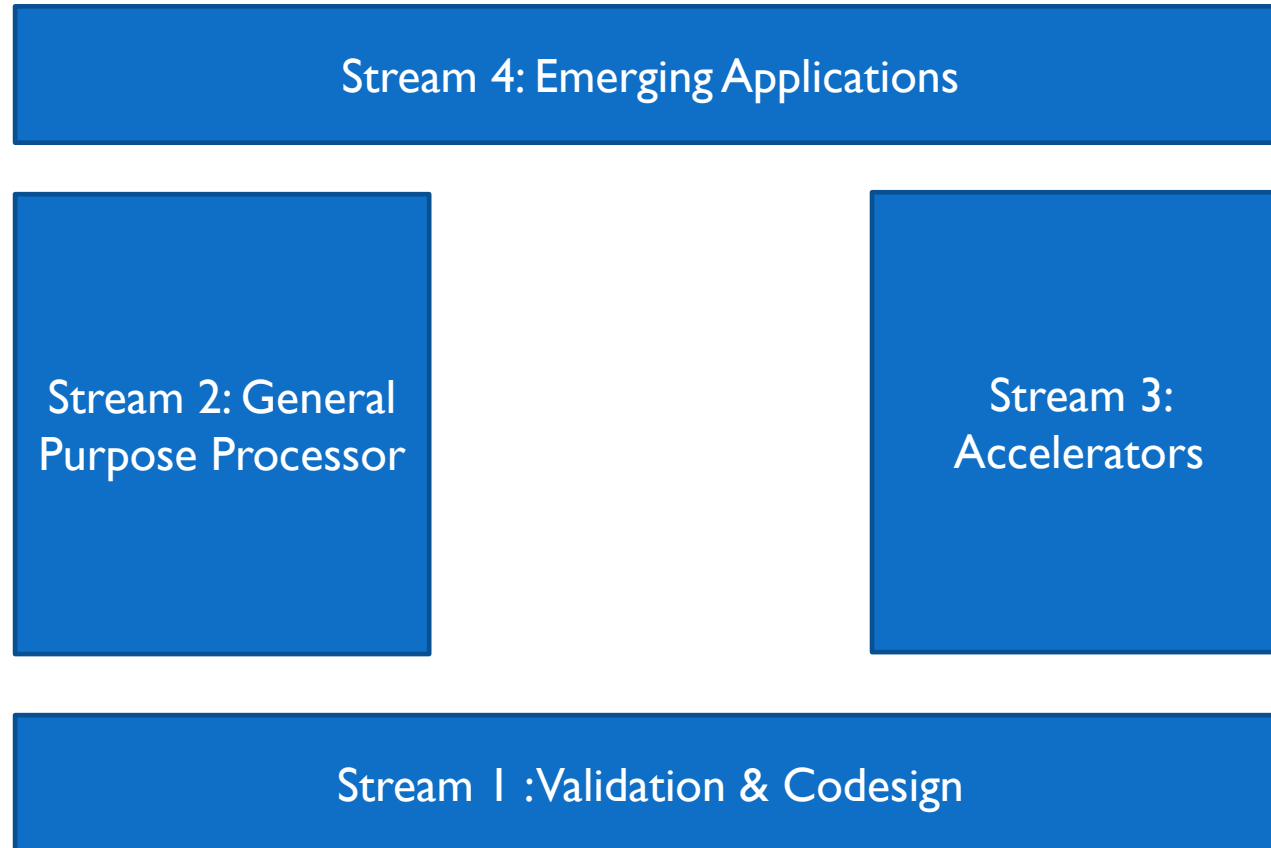 Stream 4: Emerging Applications
Stream 2: General
Purpose Processor
Stream 3:
Accelerators
Stream 1 : Validation & Codesign